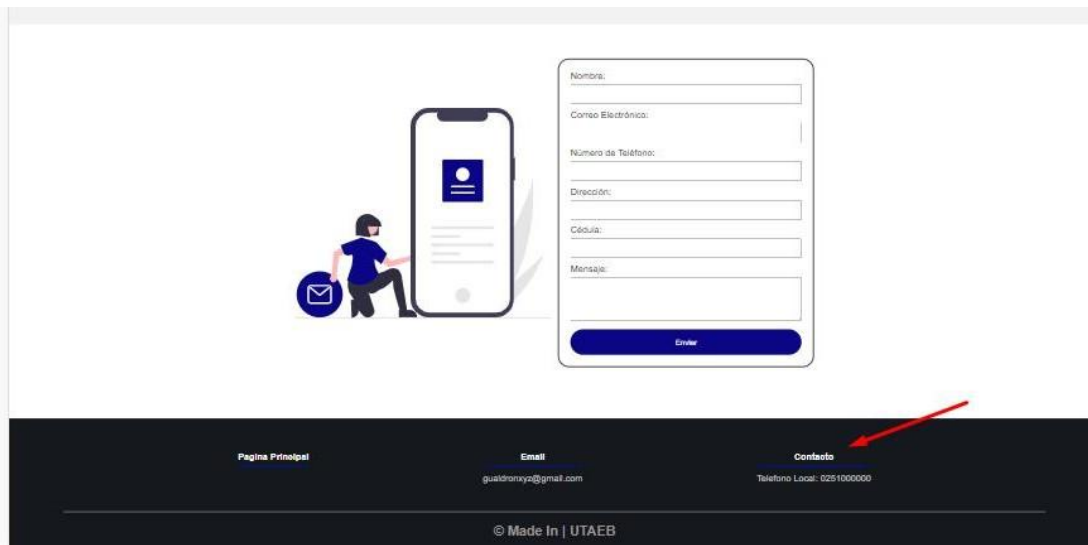 Nombre:
Correo Electrónico:
Número de Teléfono:
Dirección:
Cédula:
Mensaje:
Enviar
Pagina Principal
Email
Contacto
gualdronxyz@gmail.com
Telefono Local: 0251000000
© Made In | UTAEB